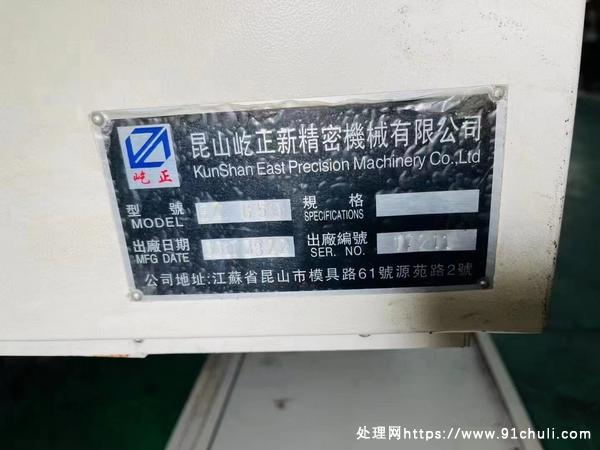 昆山屹正新精密機械有限公司
KunShan East Precision Machinery Co.,Ltd
屹正
型號 規格
MODEL SPECIFICATIONS
出廠日期 出廠編號
MFG DATE SER. NO.
公司地址:江蘇省昆山市模具路61號源苑路2號
处理网https://www.91chuli.com/